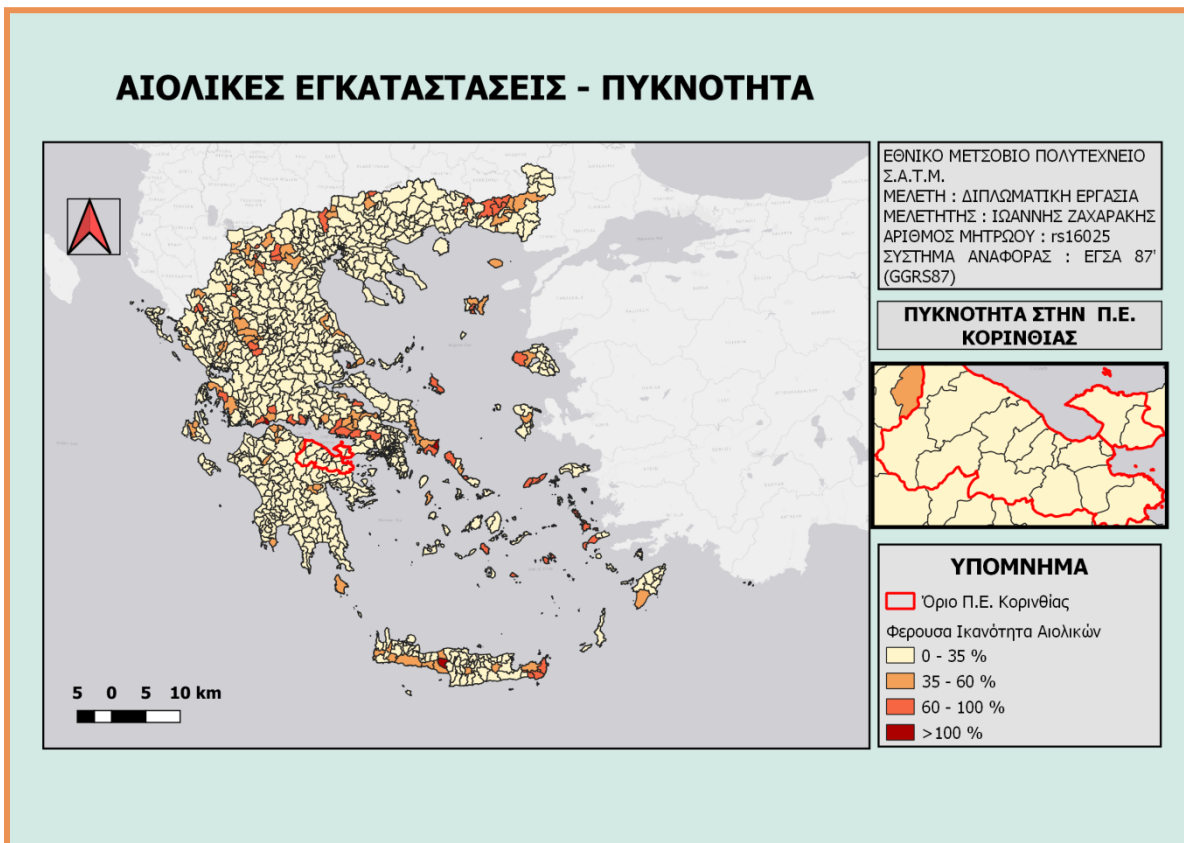 ΑΙΟΛΙΚΕΣ ΕΓΚΑΤΑΣΤΑΣΕΙΣ - ΠΥΚΝΟΤΗΤΑ
ΕΘΝΙΚΟ ΜΕΤΣΟΒΙΟ ΠΟΛΥΤΕΧΝΕΙΟ
Σ.Α.Τ.Μ.
ΜΕΛΕΤΗ : ΔΙΠΛΩΜΑΤΙΚΗ ΕΡΓΑΣΙΑ
ΜΕΛΕΤΗΤΗΣ : ΙΩΑΝΝΗΣ ΖΑΧΑΡΑΚΗΣ
ΑΡΙΘΜΟΣ ΜΗΤΡΩΟΥ : rs16025
ΣΥΣΤΗΜΑ ΑΝΑΦΟΡΑΣ : ΕΓΣΑ 87'
(GGRS87)
ΠΥΚΝΟΤΗΤΑ ΣΤΗΝ Π.Ε.
ΚΟΡΙΝΘΙΑΣ
ΥΠΟΜΝΗΜΑ
Όριο Π.Ε. Κορινθίας
Φερουσα Ικανότητα Αιολικών
0 - 35 %
35 - 60 %
60 - 100 %
>100 %
5 0 5 10 km